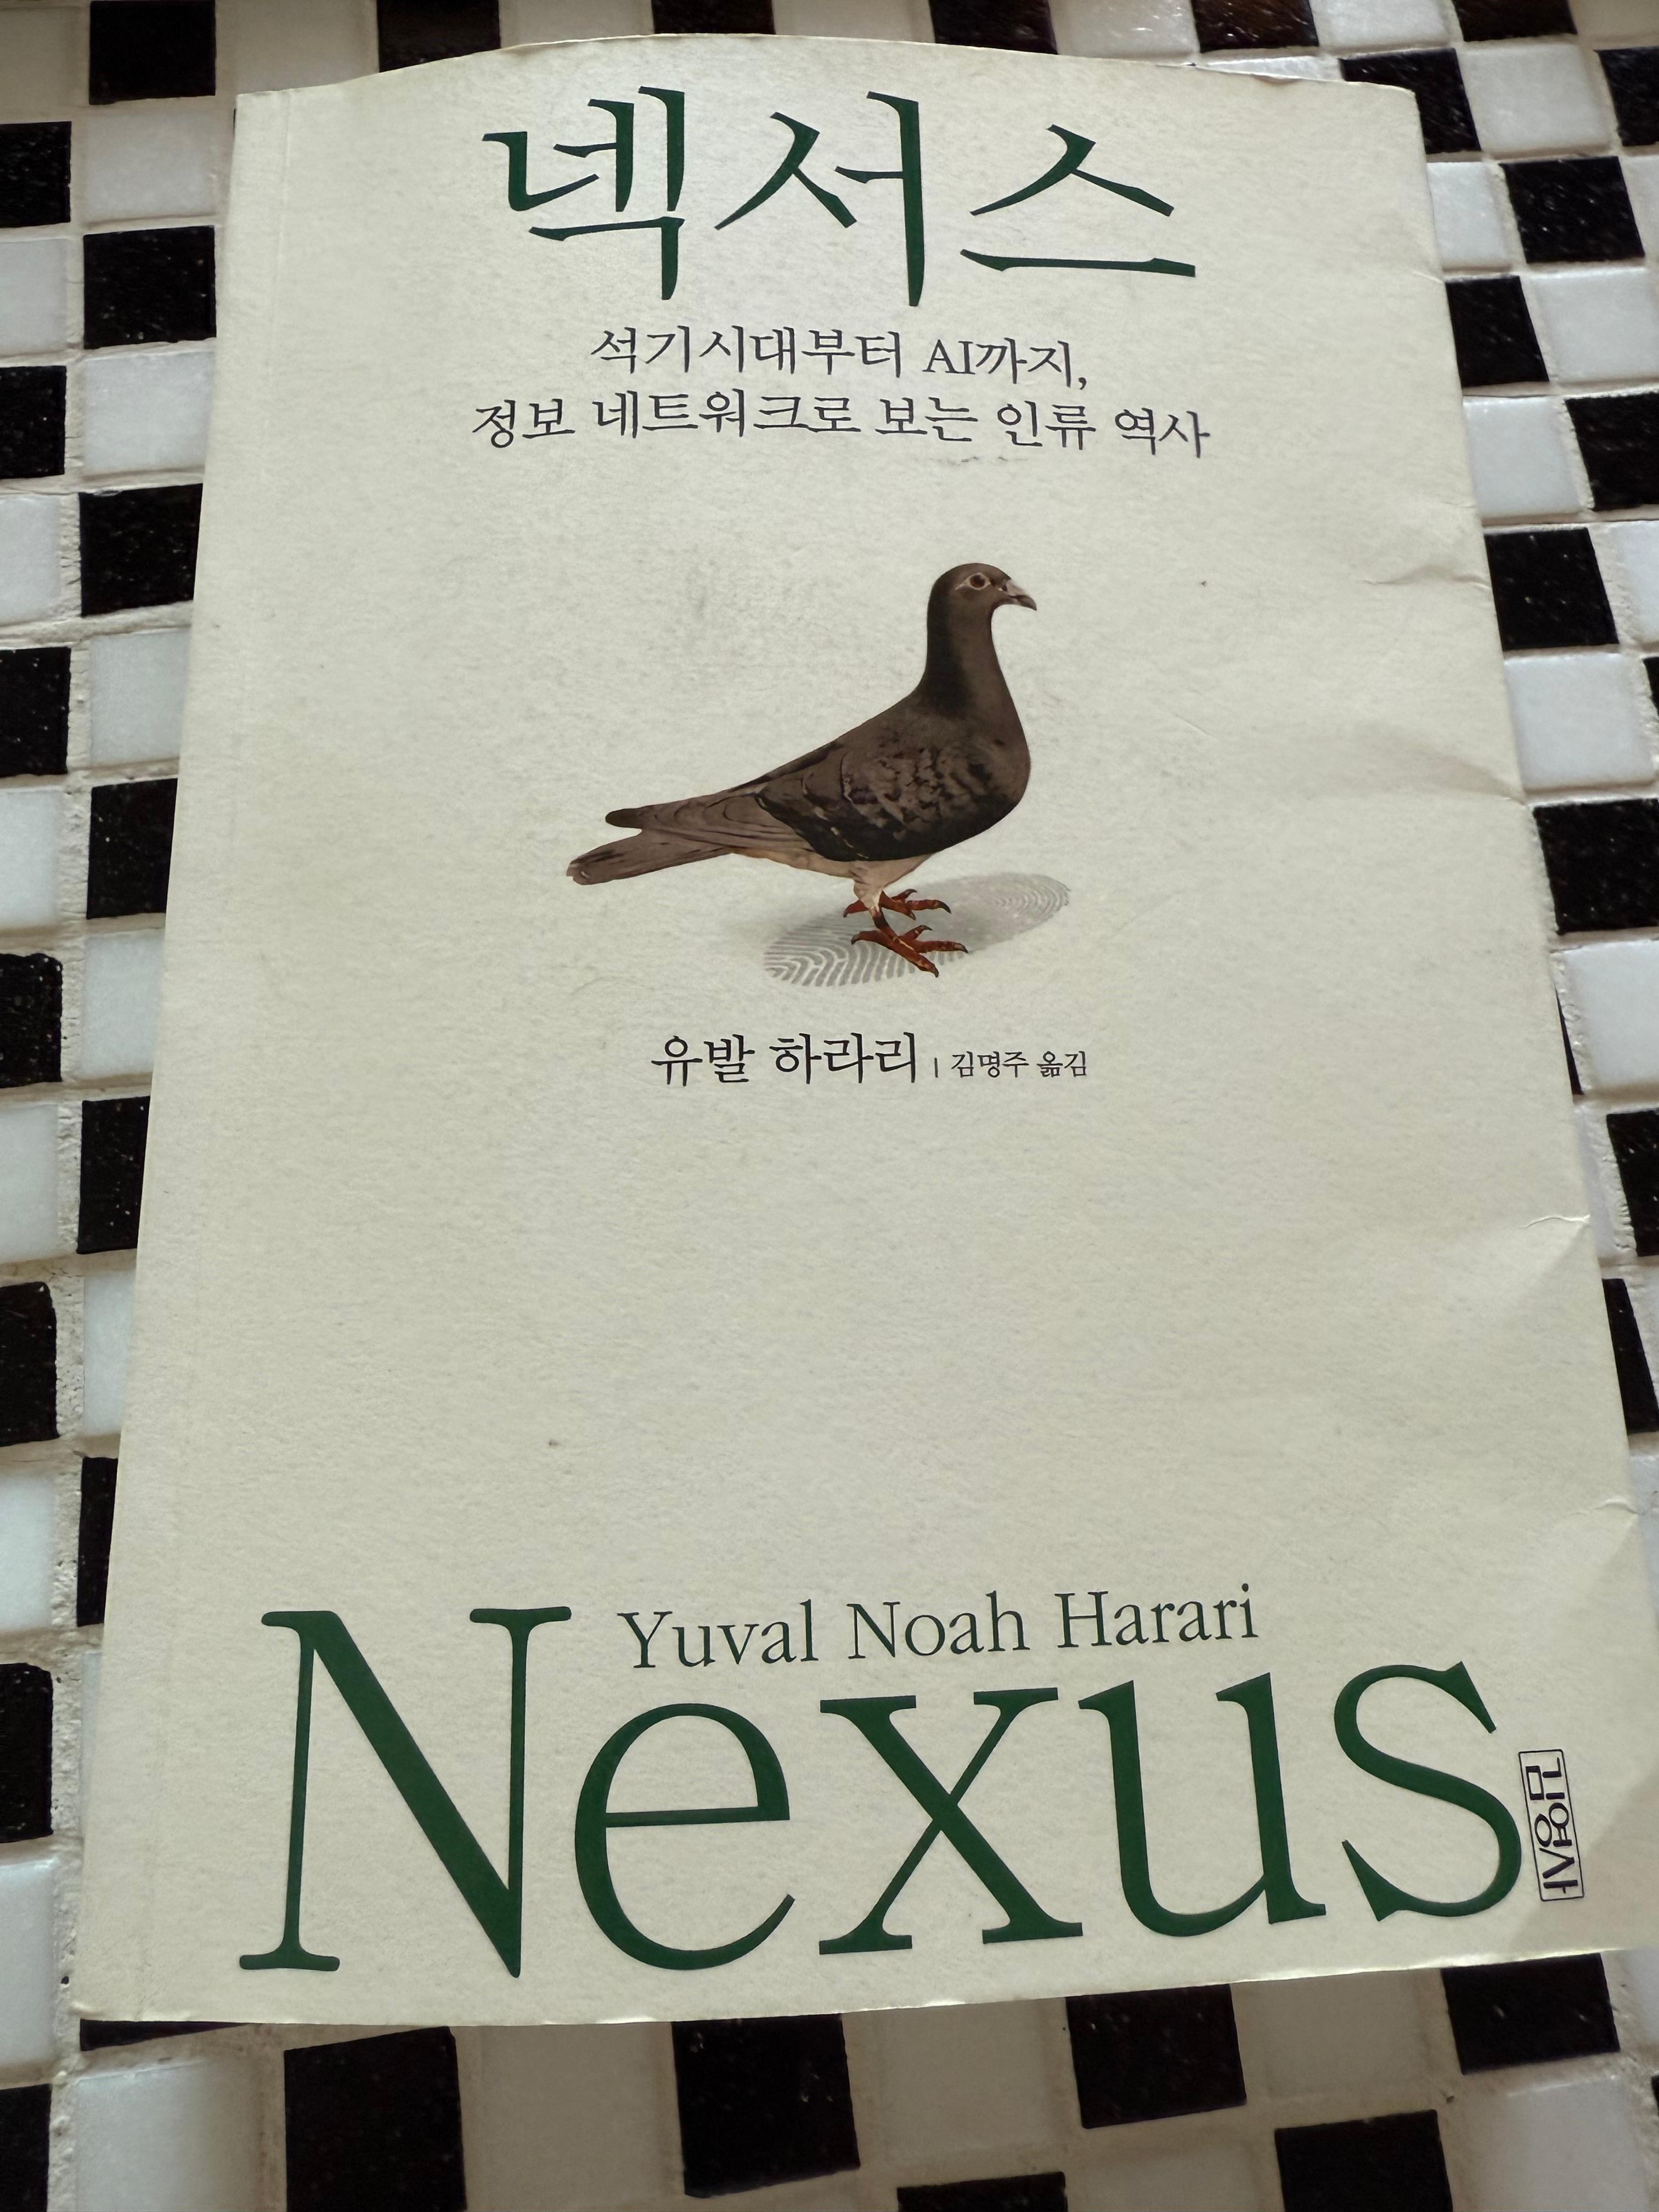 넥서스
석기시대부터 AI까지,
정보 네트워크로 보는 인류 역사
유발 하라리 | 김명주 옮김
Yuval Noah Harari
Nexus
김영사